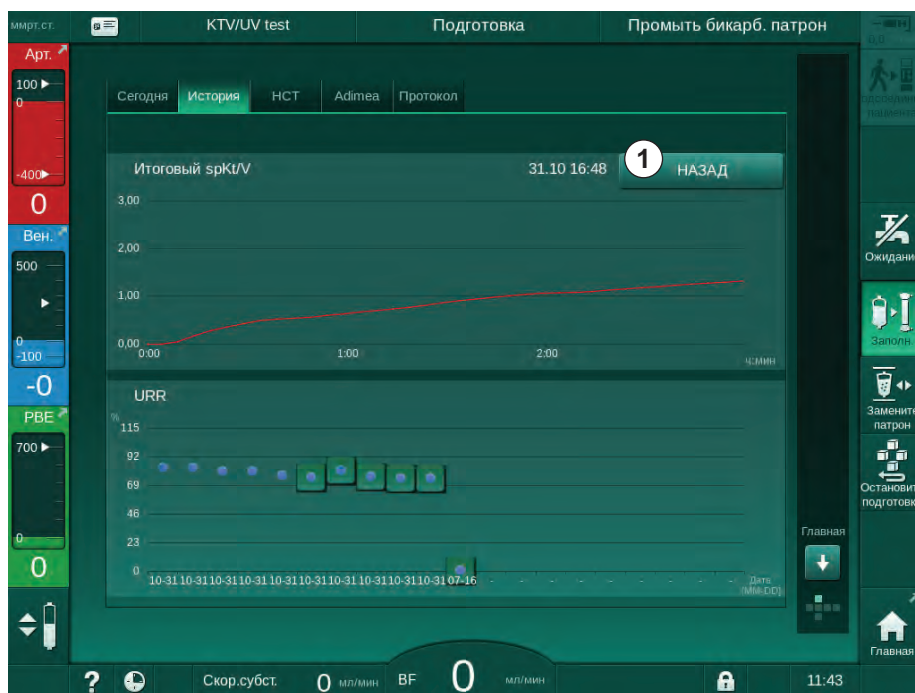 ммрт.ст.
KTV/UV test
Подготовка
Промыть бикарб. патрон
Арт.
100
0
-400
0
Вен.
500
0
-100
-0
PBE
700
0
0
Сегодня История HCT Adimea Протокол
Итоговый spKt/V
31.10 16:48
1
НАЗАД
3,00
2,00
1,00
0,00
0:00 1:00 2:00
ч:мин
URR
%
115
92
69
46
23
0
10-31 10-31 10-31 10-31 10-31 10-31 10-31 10-31 10-31 10-31 07-16 - - - - - - - - -
Дата
[MM-DD]
Главная
Ожидание
Заполн.
Замените
патрон
Остановить
подготовк
Главная
? Скор.субст. 0 мл/мин BF 0 мл/мин 11:43